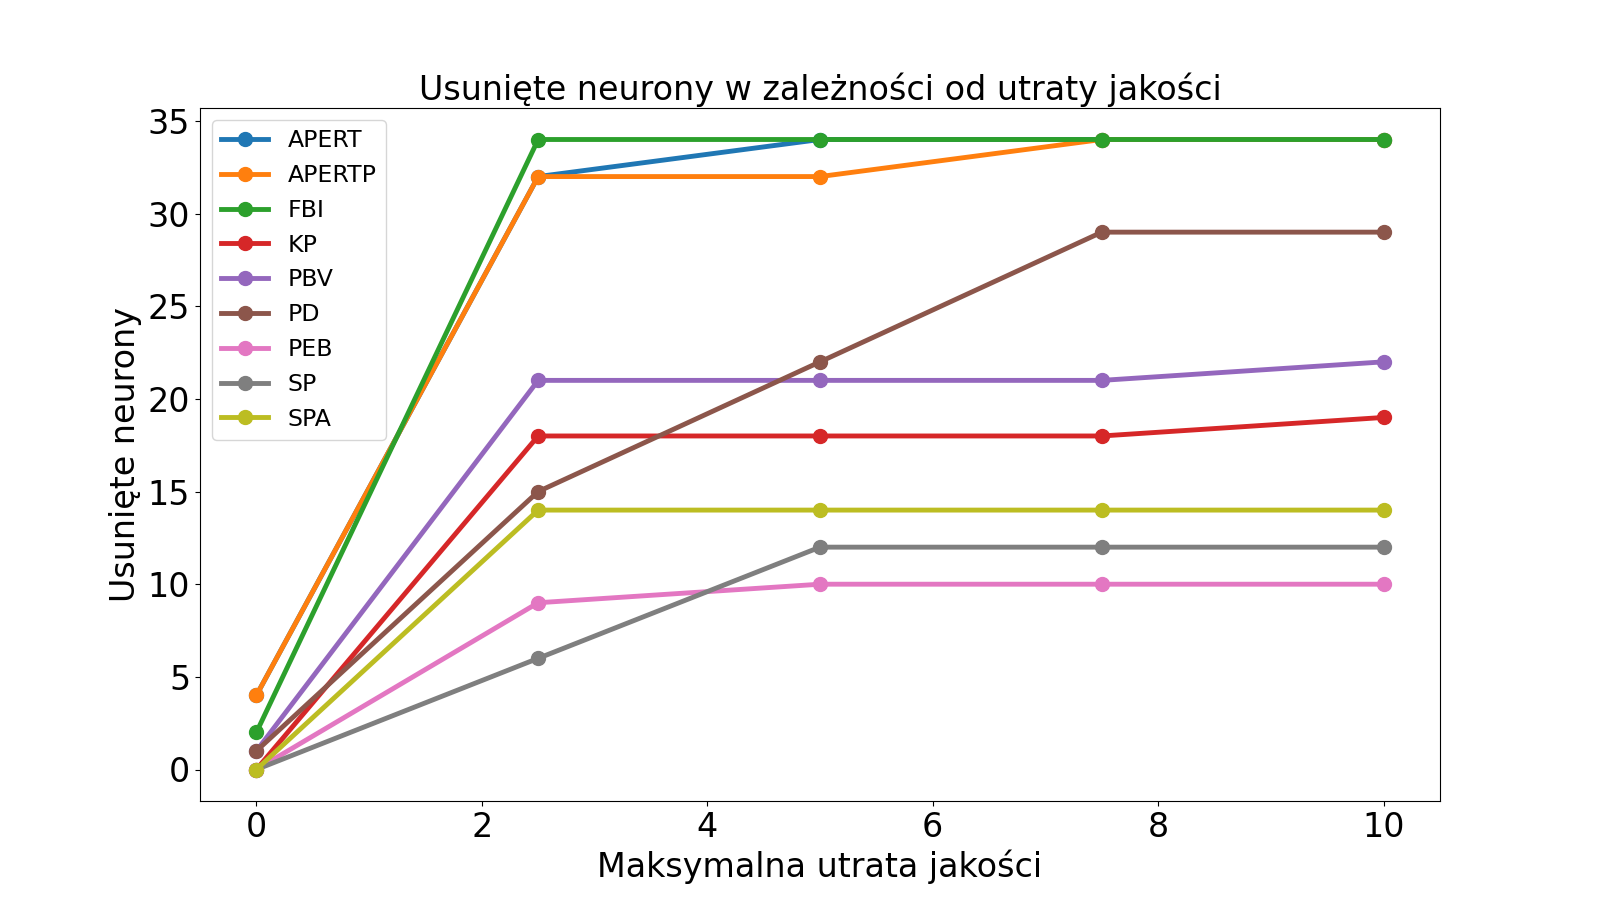 Usunięte neurony w zależności od utraty jakości
35
30
25
20
15
10
5
0
Usunięte neurony
APERT
APERTP
FBI
KP
PBV
PD
PEB
SP
SPA
0 2 4 6 8 10
Maksymalna utrata jakości